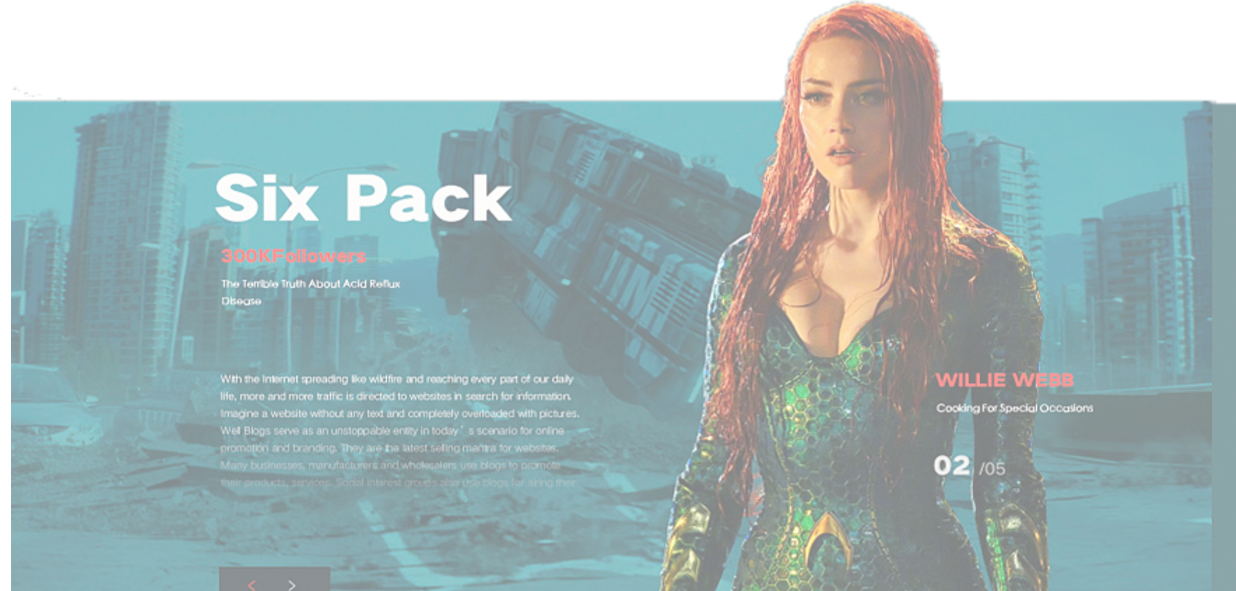 Six Pack
300KFollowers
The Terrible Truth About Acid Reflux
Disease
With the Internet spreading like wildfire and reaching every part of our daily
life, more and more traffic is directed to websites in search for information.
Imagine a website without any text and completely overloaded with pictures.
Well Blogs serve as an unstoppable entity in today’s scenario for online
promotion and branding. They are the latest selling mantra for websites.
Many businesses, manufacturers and wholesalers use blogs to promote
their products, services. Social interest groups also use blogs for airing their
WILLIE WEBB
Cooking For Special Occasions
02 /05